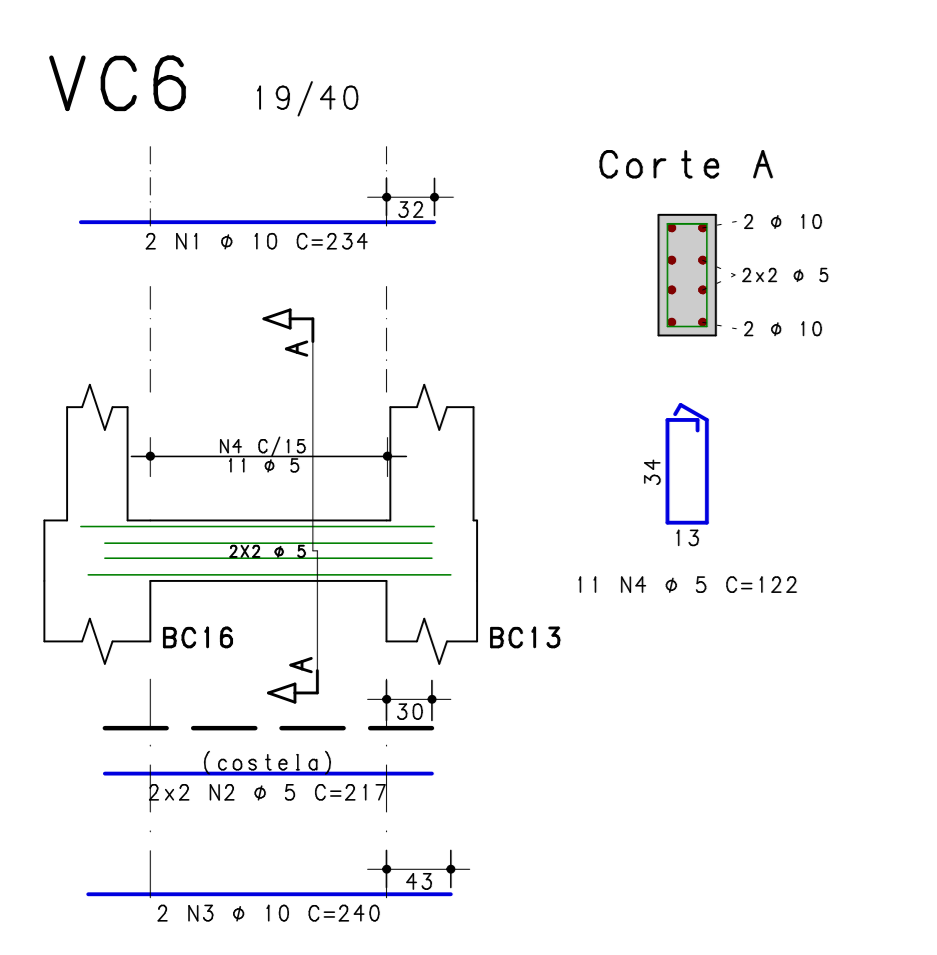 VC6 19/40
Corte A
32
2 N1 ф 10 C=234
2 ф 10
2x2 ф 5
2 ф 10
A
N4 C/15
11 ф 5
34
13
2X2 ф 5
11 N4 ф 5 C=122
BC16
BC13
A
30
(costela)
2x2 N2 ф 5 C=217
43
2 N3 ф 10 C=240